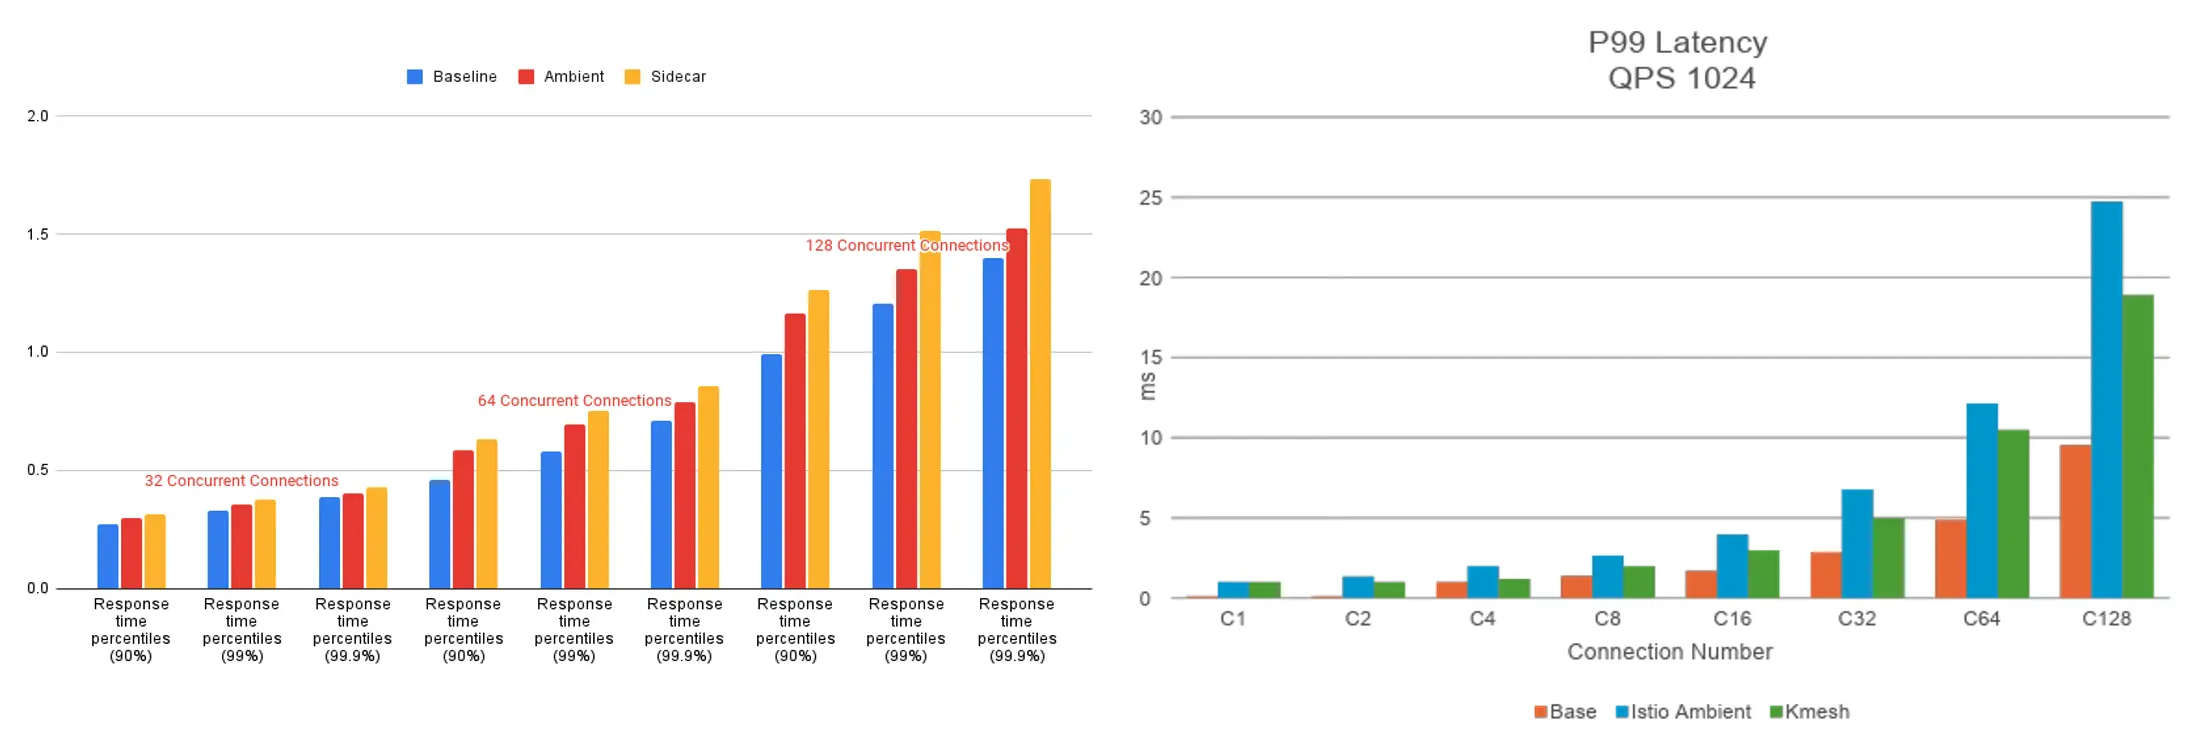 Baseline Ambient Sidecar
2.0
1.5
1.0
0.5
0.0
32 Concurrent Connections
64 Concurrent Connections
128 Concurrent Connections
Response
time
percentiles
(90%)
Response
time
percentiles
(99%)
Response
time
percentiles
(99.9%)
Response
time
percentiles
(90%)
Response
time
percentiles
(99%)
Response
time
percentiles
(99.9%)
Response
time
percentiles
(90%)
Response
time
percentiles
(99%)
Response
time
percentiles
(99.9%)
P99 Latency
QPS 1024
30
25
20
15
10
5
0
ms
C1 C2 C4 C8 C16 C32 C64 C128
Connection Number
Base Istio Ambient Kmesh